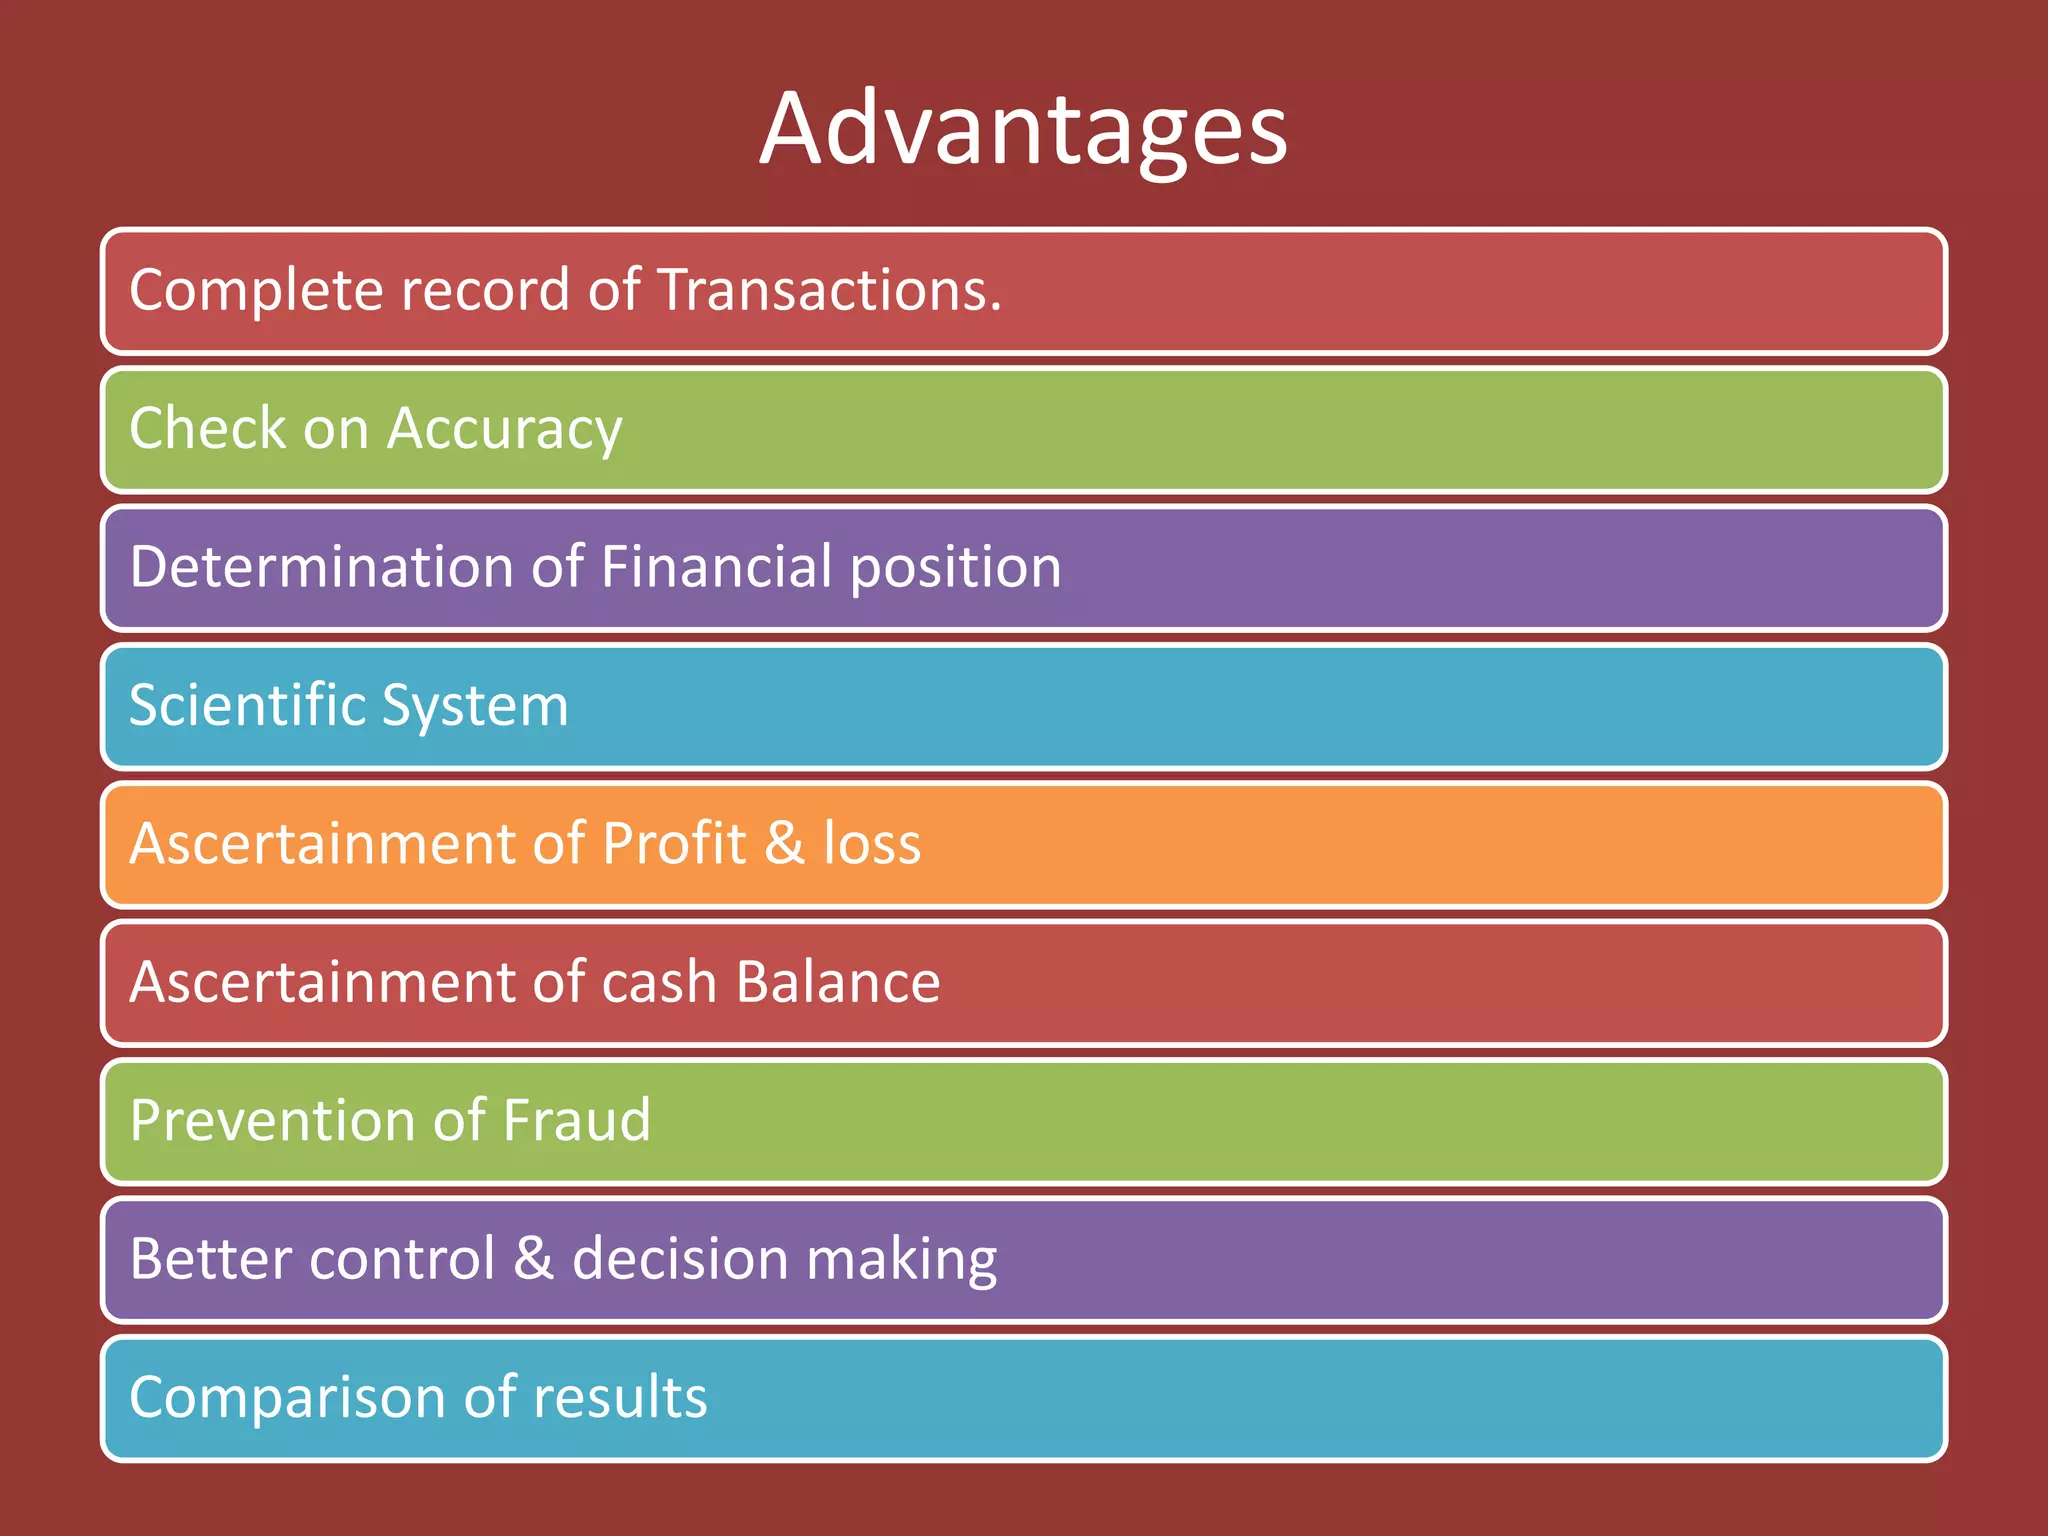 Advantages
Complete record of Transactions.
Check on Accuracy
Determination of Financial position
Scientific System
Ascertainment of Profit & loss
Ascertainment of cash Balance
Prevention of Fraud
Better control & decision making
Comparison of results